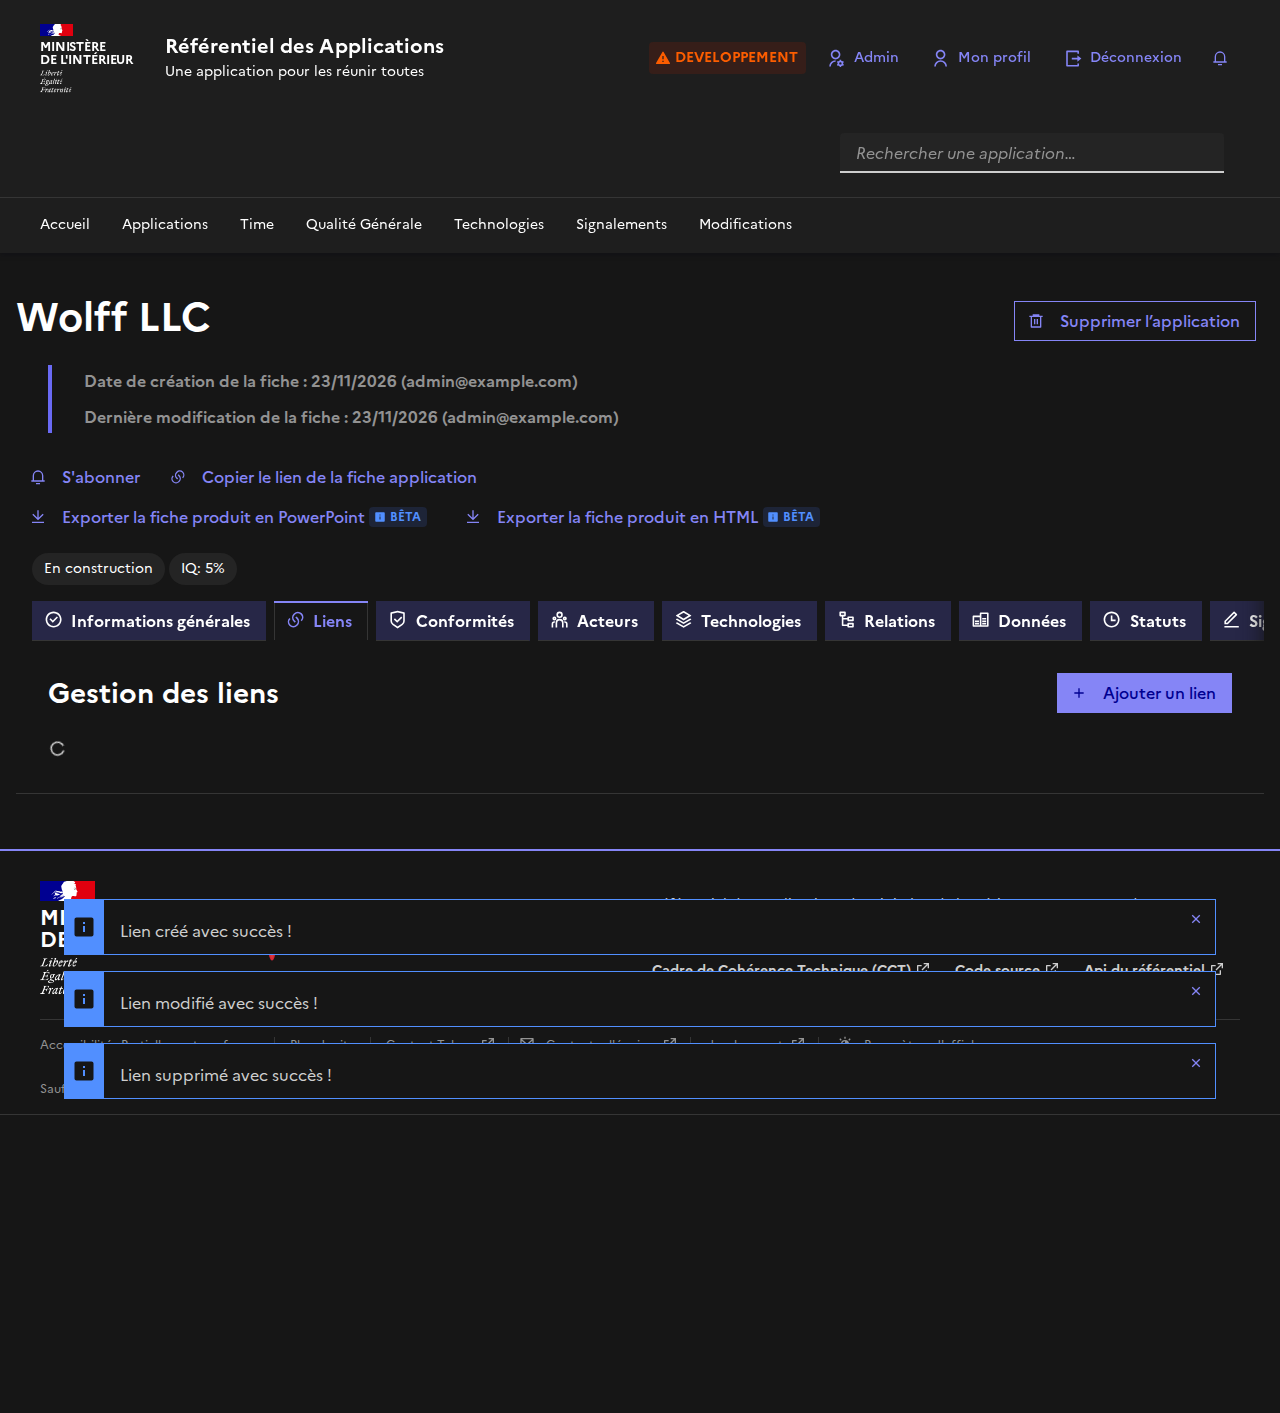 MINISTÈRE
DE L'INTÉRIEUR
Liberté
Égalité
Fraternité
Référentiel des Applications
Une application pour les réunir toutes
DEVELOPPEMENT
Admin
Mon profil
Déconnexion
Rechercher une application…
Accueil
Applications
Time
Qualité Générale
Technologies
Signalements
Modifications
Wolff LLC
Supprimer l’application
Date de création de la fiche : 23/11/2026 (admin@example.com)
Dernière modification de la fiche : 23/11/2026 (admin@example.com)
S'abonner
Copier le lien de la fiche application
Exporter la fiche produit en PowerPoint BÊTA
Exporter la fiche produit en HTML BÊTA
En construction
IQ: 5%
Informations générales
Liens
Conformités
Acteurs
Technologies
Relations
Données
Statuts
Gestion des liens
Ajouter un lien
Lien créé avec succès !
Cadre de Cohérence Technique (CCT)
Code source
Api du référentiel
Liberté
Lien modifié avec succès !
Lien supprimé avec succès !